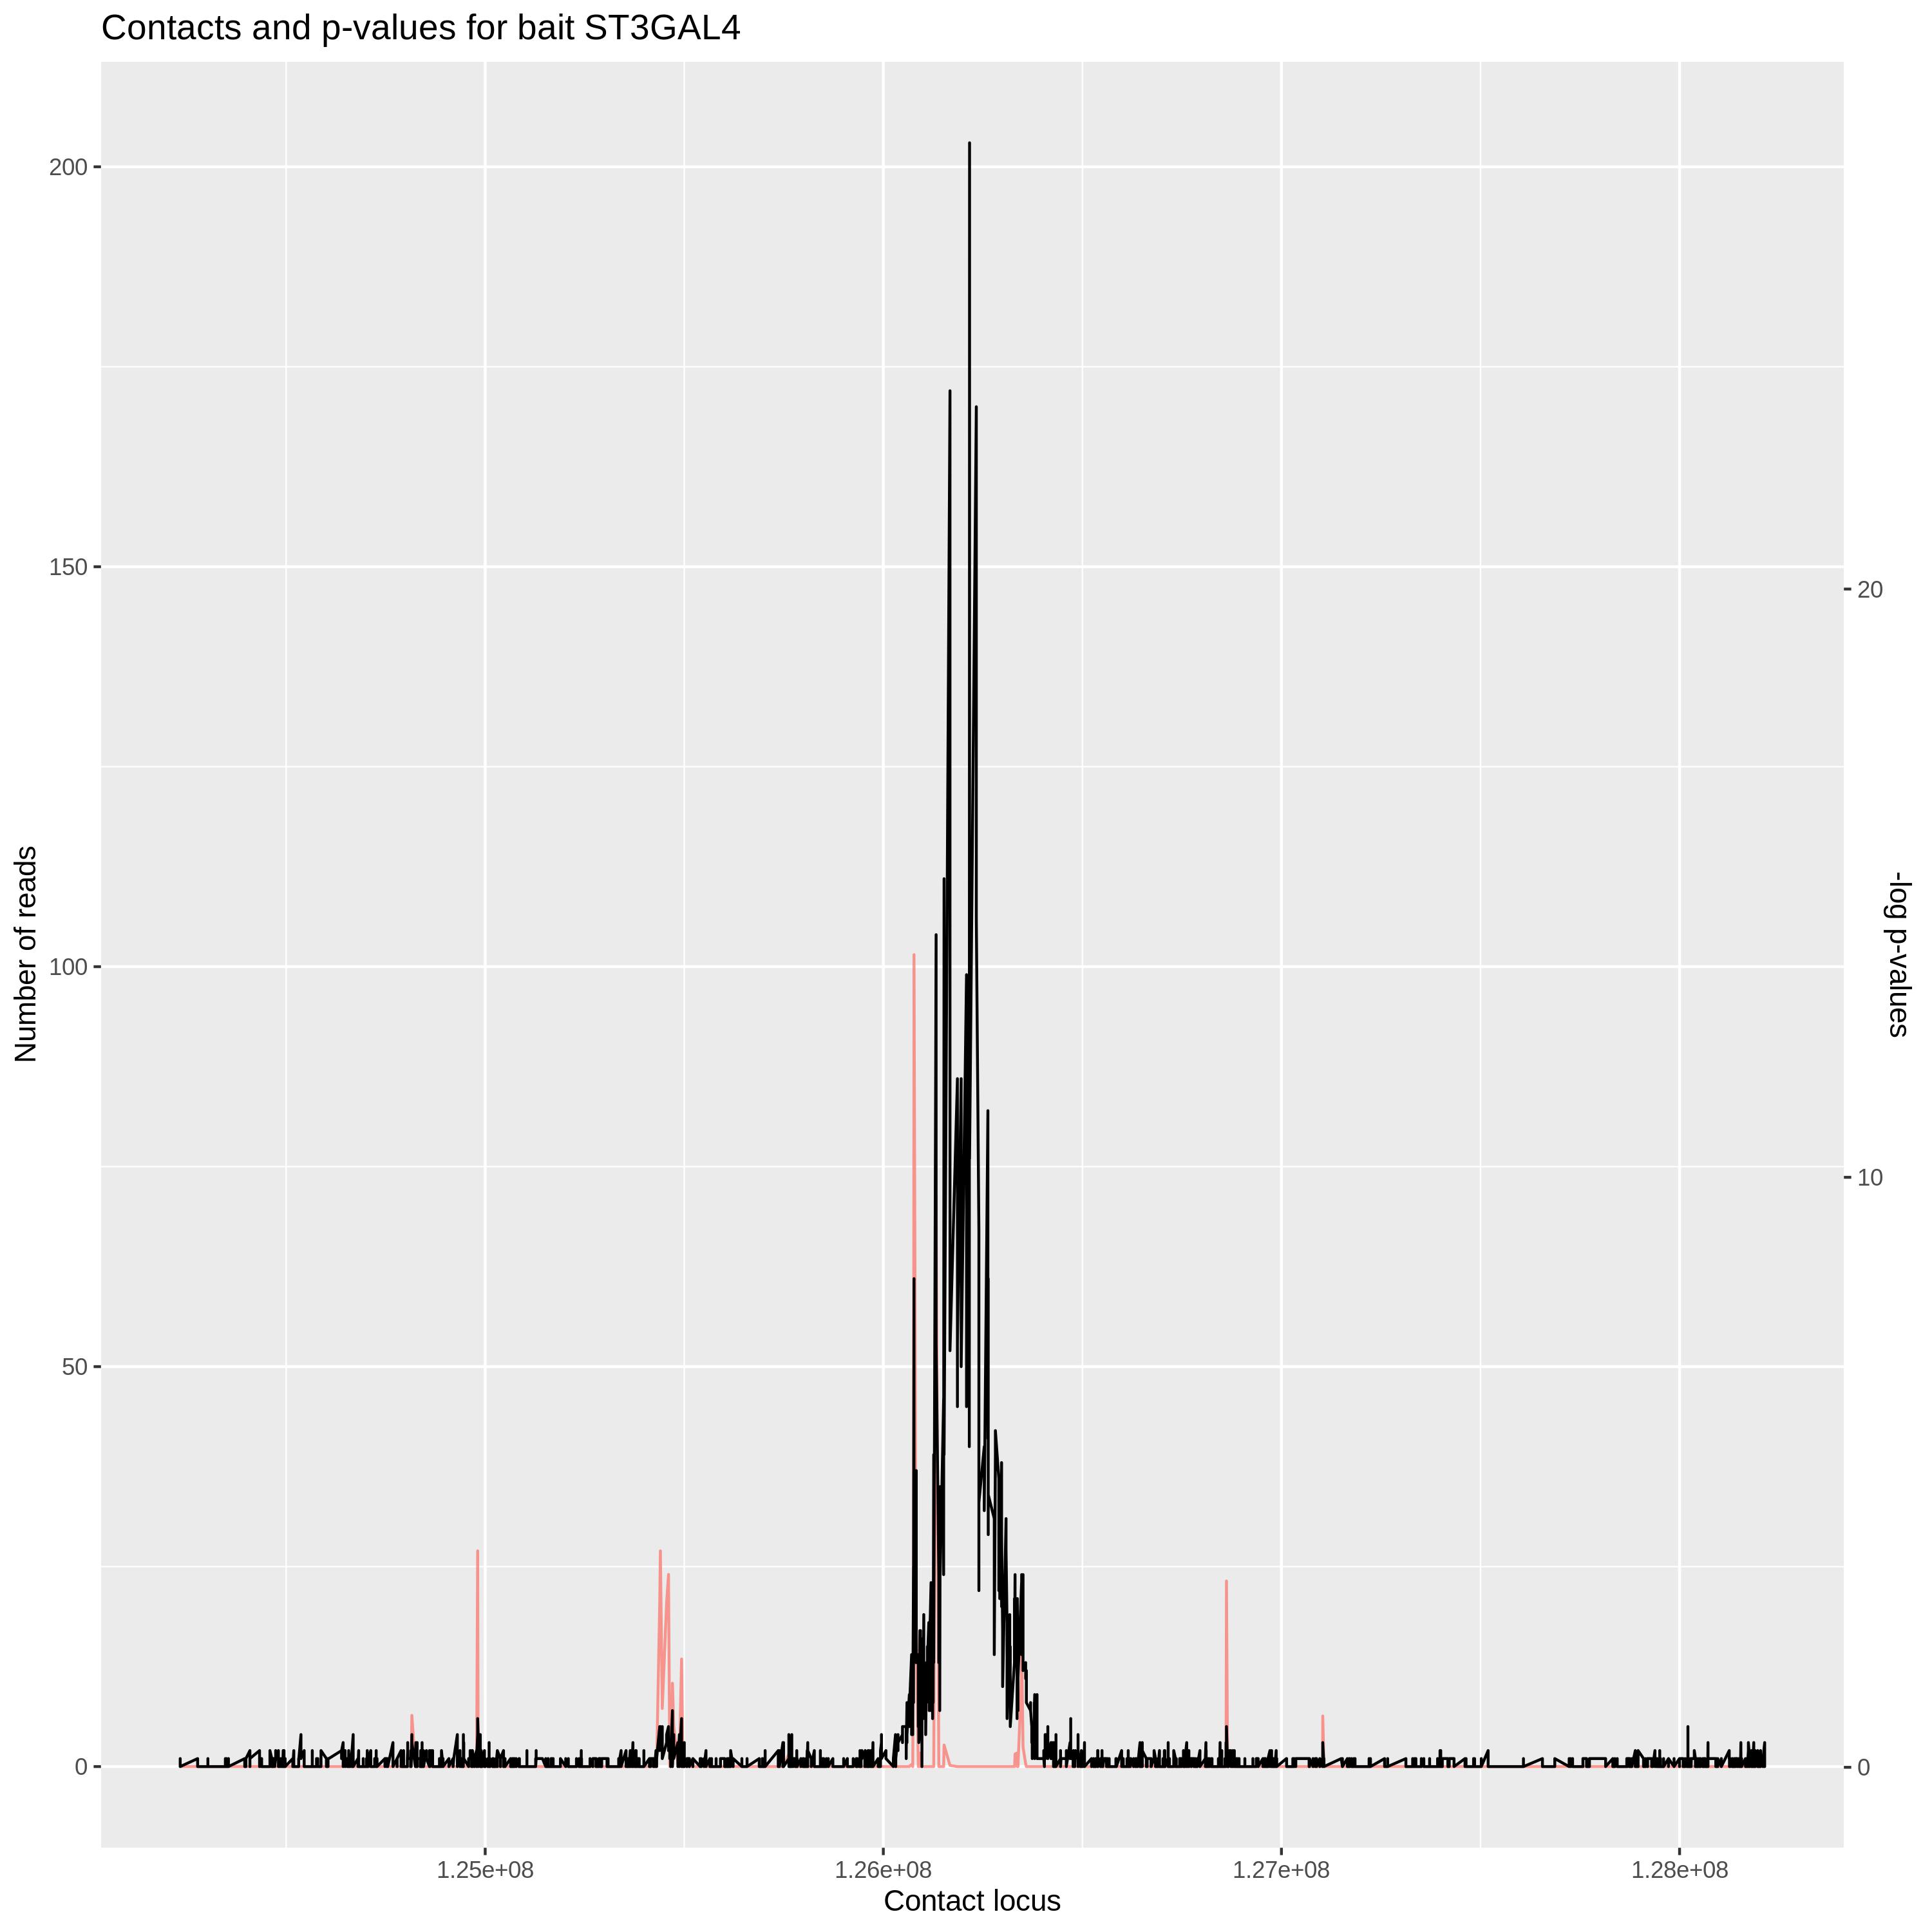 Contacts and p-values for bait ST3GAL4
200
150
100
50
0
Number of reads
20
10
0
-log p-values
1.25e+08
1.26e+08
1.27e+08
1.28e+08
Contact locus